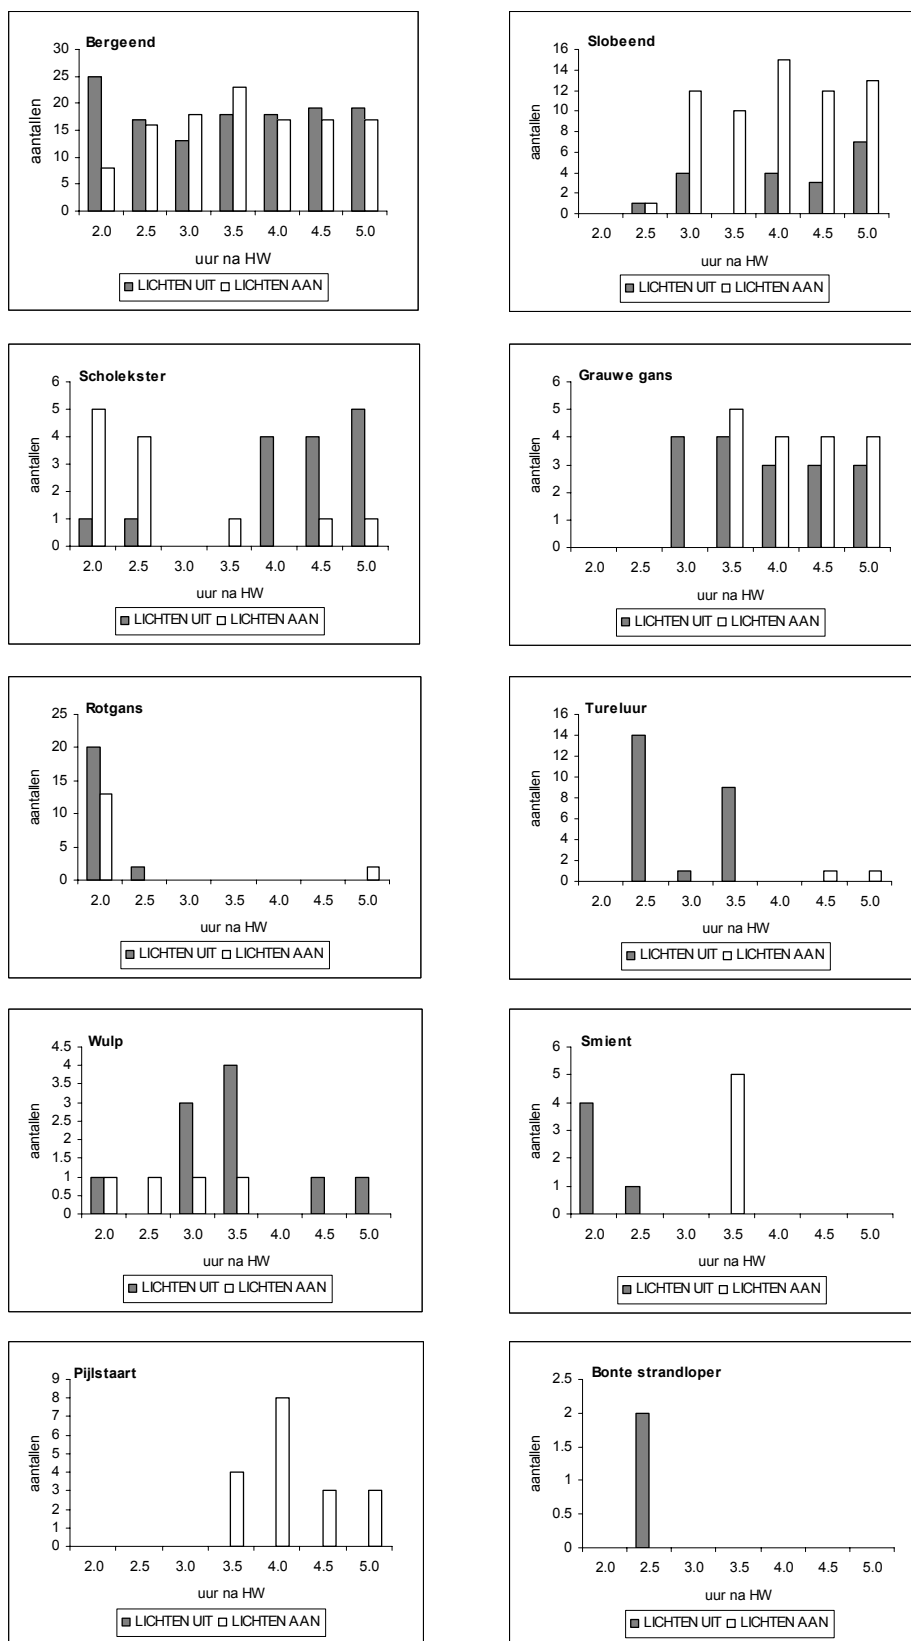 Bergeend
30
25
20
15
10
5
0
aantallen
2.0 2.5 3.0 3.5 4.0 4.5 5.0
uur na HW
LICHTEN UIT LICHTEN AAN
Slobeend
16
14
12
10
8
6
4
2
0
aantallen
2.0 2.5 3.0 3.5 4.0 4.5 5.0
uur na HW
LICHTEN UIT LICHTEN AAN
Scholekster
6
5
4
3
2
1
0
aantallen
2.0 2.5 3.0 3.5 4.0 4.5 5.0
uur na HW
LICHTEN UIT LICHTEN AAN
Grauwe gans
6
5
4
3
2
1
0
aantallen
2.0 2.5 3.0 3.5 4.0 4.5 5.0
uur na HW
LICHTEN UIT LICHTEN AAN
Rotgans
25
20
15
10
5
0
aantallen
2.0 2.5 3.0 3.5 4.0 4.5 5.0
uur na HW
LICHTEN UIT LICHTEN AAN
Tureluur
16
14
12
10
8
6
4
2
0
aantallen
2.0 2.5 3.0 3.5 4.0 4.5 5.0
uur na HW
LICHTEN UIT LICHTEN AAN
Wulp
4.5
4
3.5
3
2.5
2
1.5
1
0.5
0
aantallen
2.0 2.5 3.0 3.5 4.0 4.5 5.0
uur na HW
LICHTEN UIT LICHTEN AAN
Smient
6
5
4
3
2
1
0
aantallen
2.0 2.5 3.0 3.5 4.0 4.5 5.0
uur na HW
LICHTEN UIT LICHTEN AAN
Pijlstaart
9
8
7
6
5
4
3
2
1
0
aantallen
2.0 2.5 3.0 3.5 4.0 4.5 5.0
uur na HW
LICHTEN UIT LICHTEN AAN
Bonte strandloper
2.5
2
1.5
1
0.5
0
aantallen
2.0 2.5 3.0 3.5 4.0 4.5 5.0
uur na HW
LICHTEN UIT LICHTEN AAN